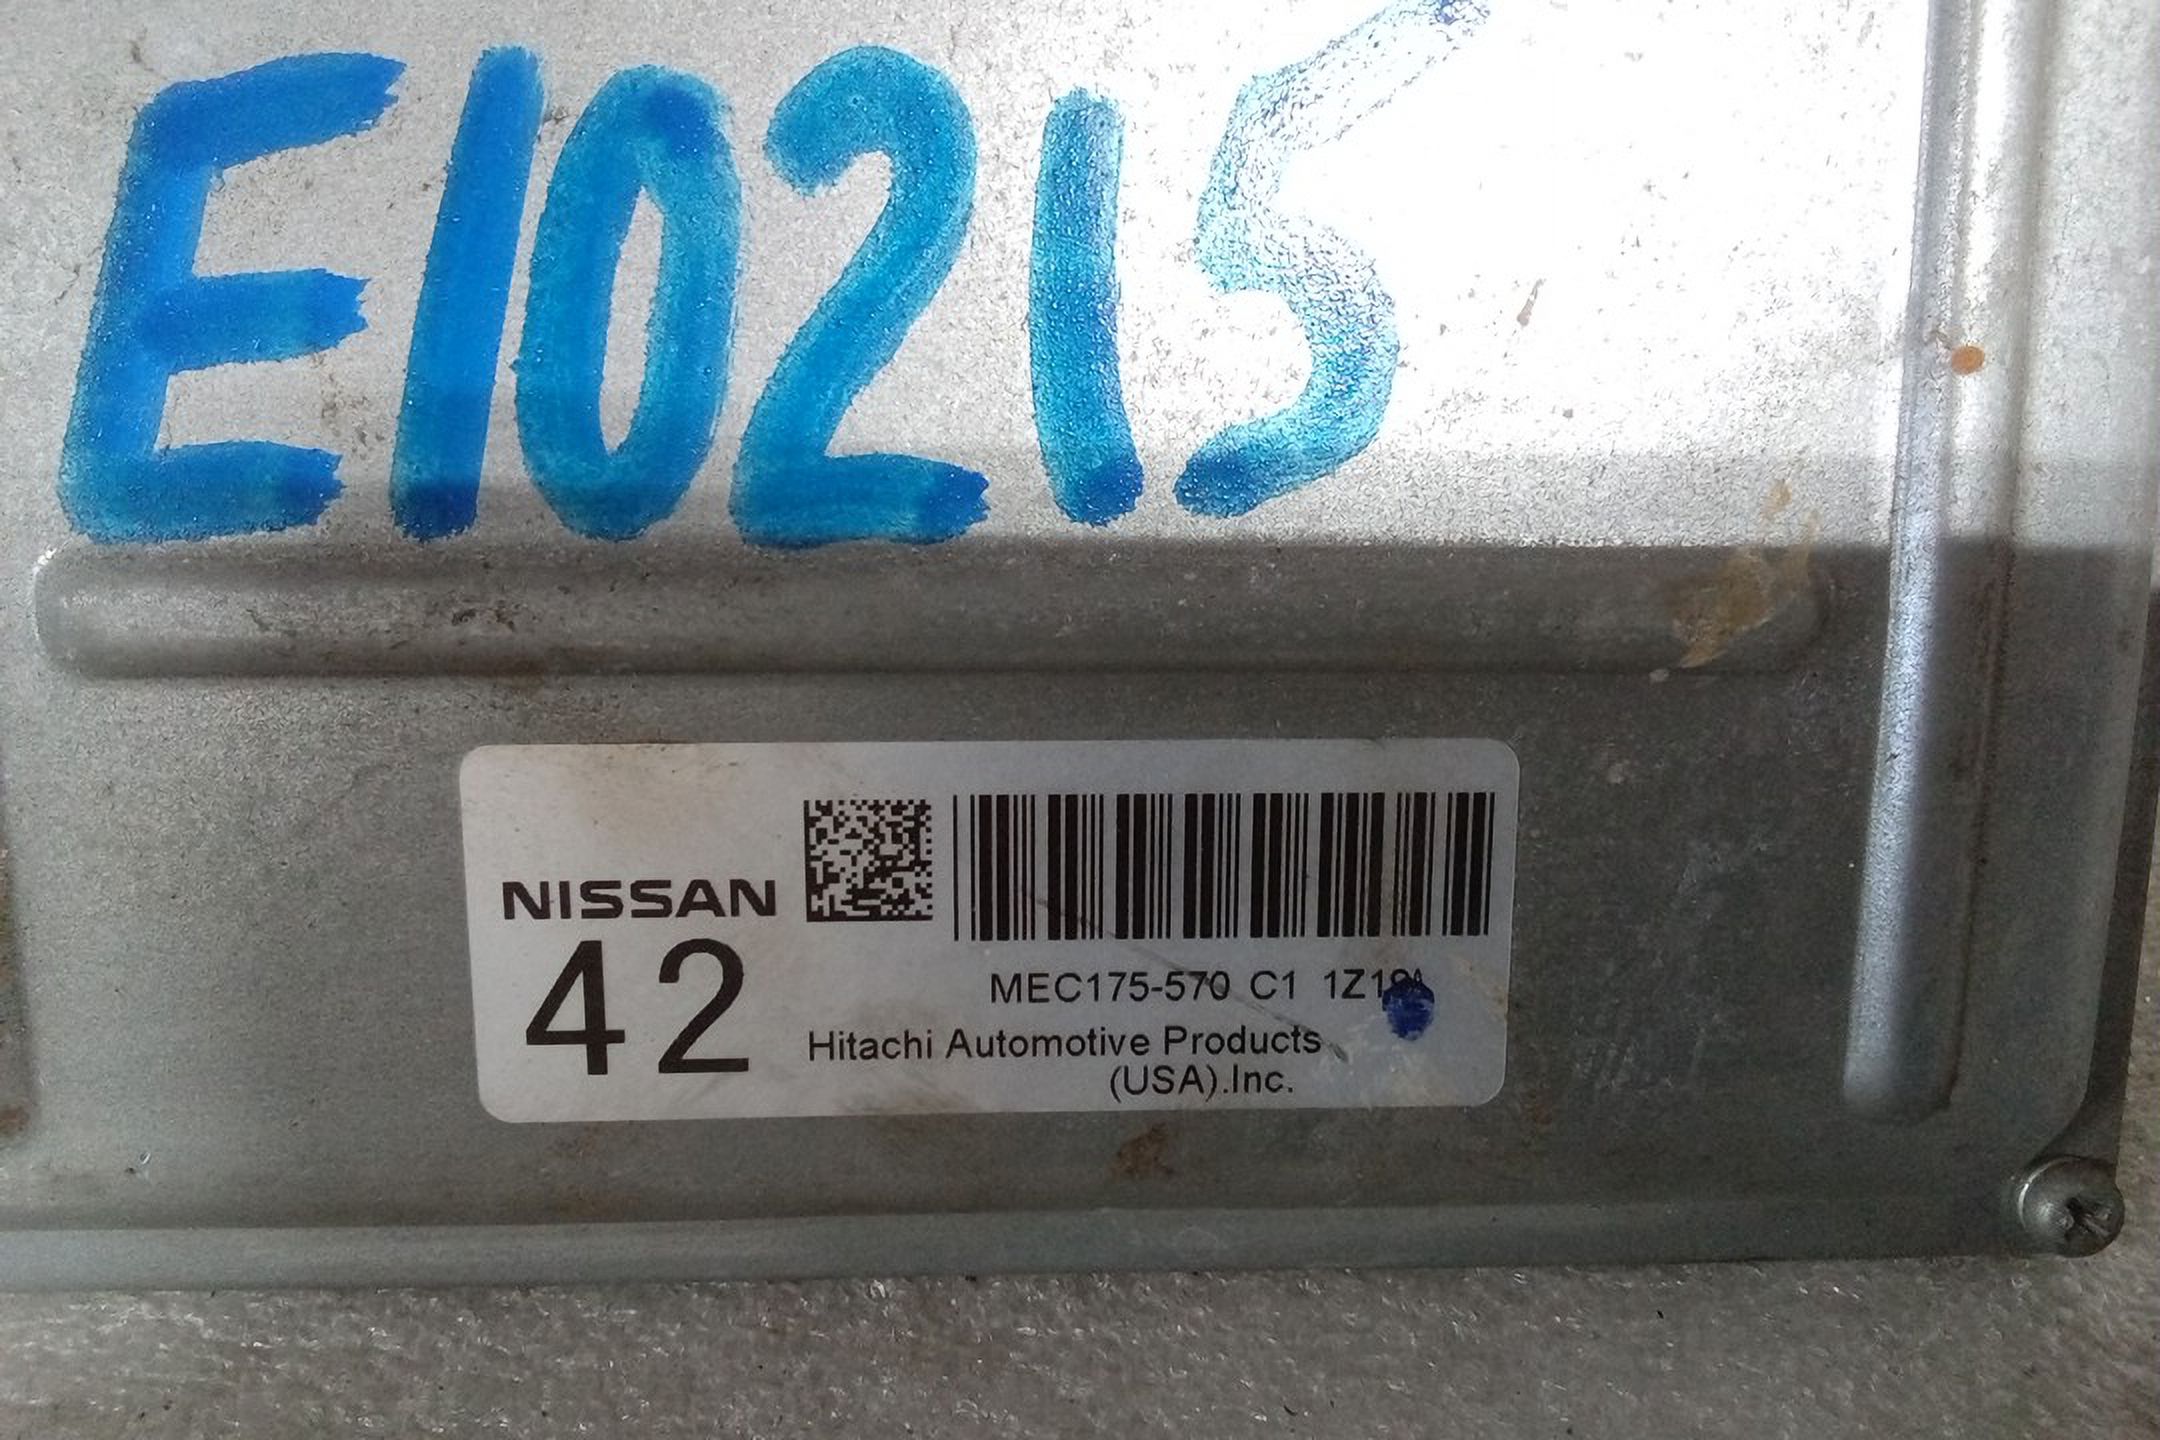 E10215
NISSAN
42
MEC175-570 C1
Hitachi Automotive Products
(USA).Inc.